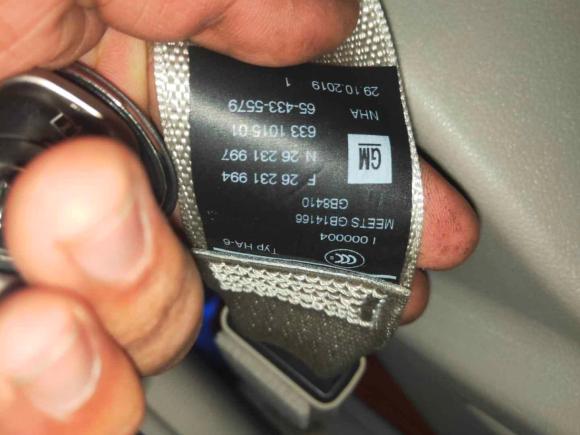 CCC Typ HA-6
I 000004
MEETS GB14166
GB8410
F 26 231 994
N 26 231 997
GM
633 1015 01
NHA 65-433-5579
29.10.2019 1